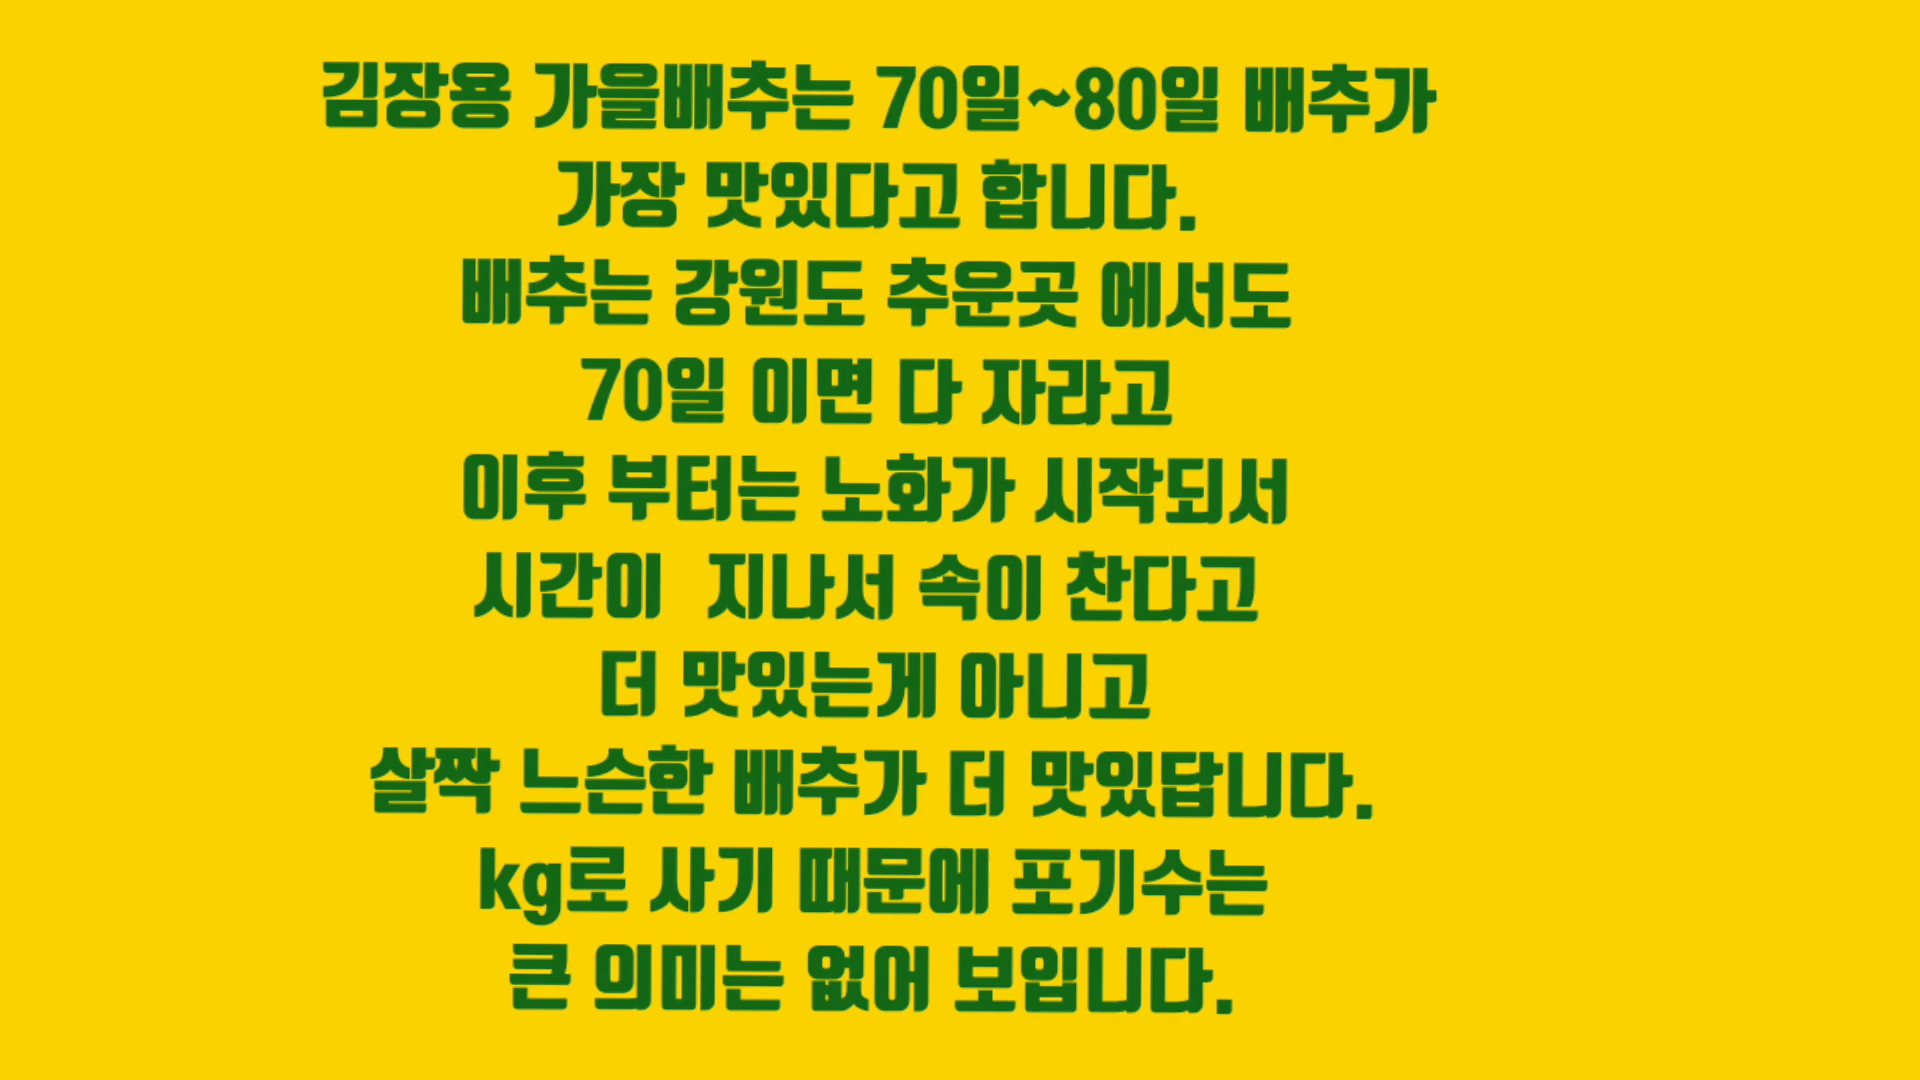 김장용 가을배추는 70일~80일 배추가
가장 맛있다고 합니다.
배추는 강원도 추운곳 에서도
70일 이면 다 자라고
이후 부터는 노화가 시작되서
시간이  지나서 속이 찬다고
더 맛있는게 아니고
살짝 느슨한 배추가 더 맛있답니다.
kg로 사기 때문에 포기수는
큰 의미는 없어 보입니다.